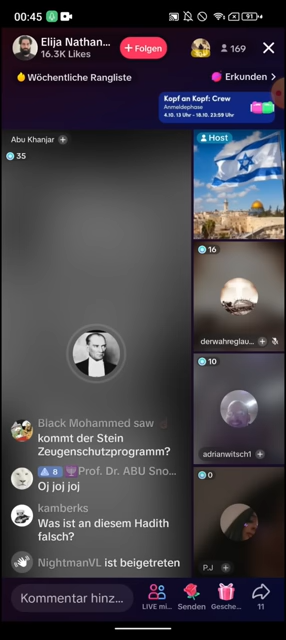 00:45
91
Elija Nathan...
16.3K Likes
+ Folgen
169
Wöchentliche Rangliste
Erkunden
Kopf an Kopf: Crew
Anmeldephase
4.10. 13 Uhr - 18.10. 23:59 Uhr
Abu Khanjar
35
Host
16
derwahreglau...
10
adrianwitsch1
0
P.J
Black Mohammed saw
kommt der Stein
Zeugenschutzprogramm?
8 Prof. Dr. ABU Sno...
Oj joj joj
kamberks
Was ist an diesem Hadith
falsch?
NightmanVL ist beigetreten
Kommentar hinz...
LIVE mi...
Senden
Gesche...
11